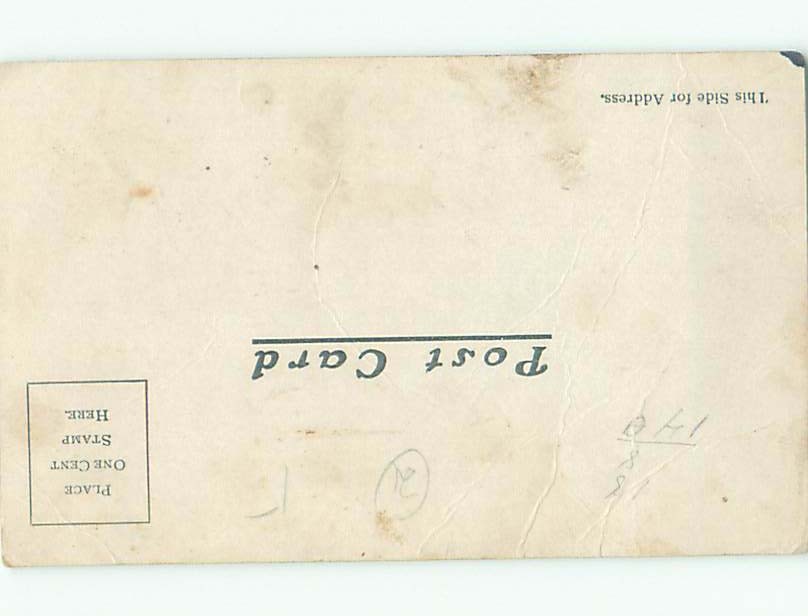 PLACE
ONE CENT
STAMP
HERE.
Post Card
This Side for Address.
2